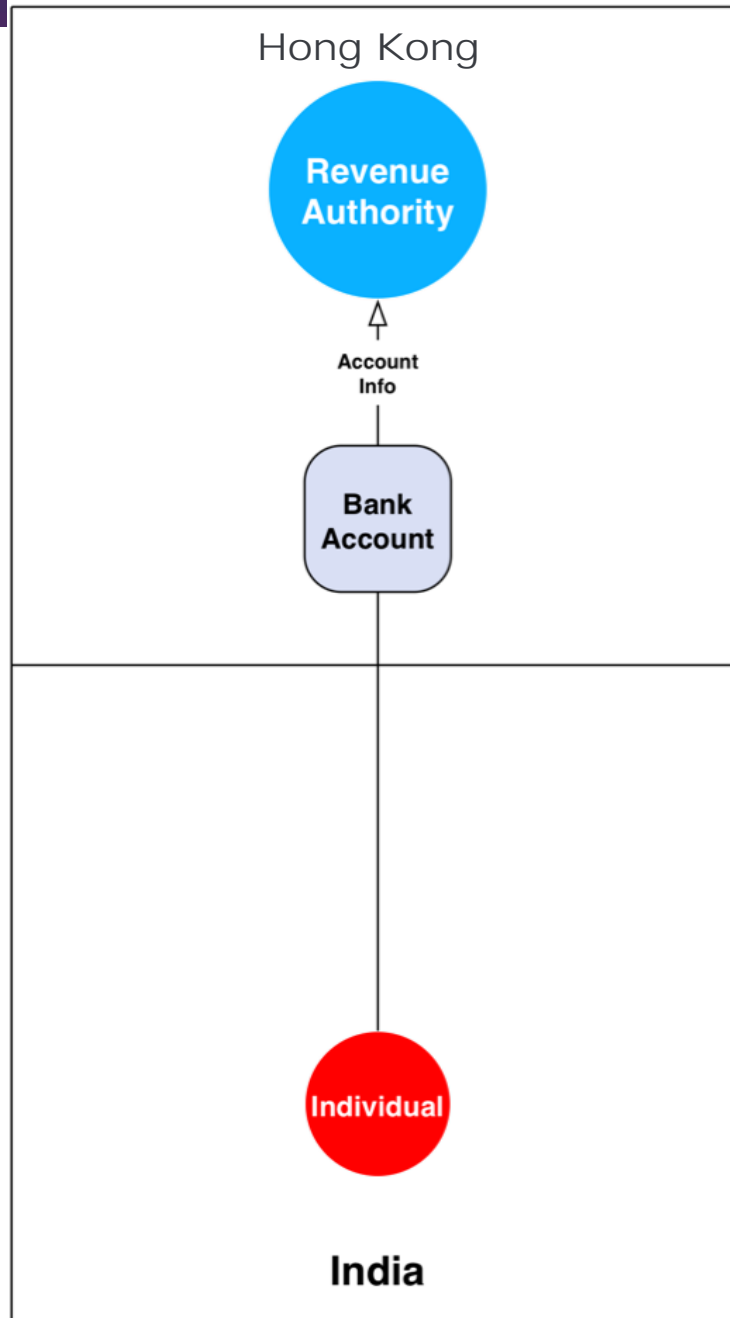 Hong Kong
Revenue
Authority
Account
Info
Bank
Account
Individual
India